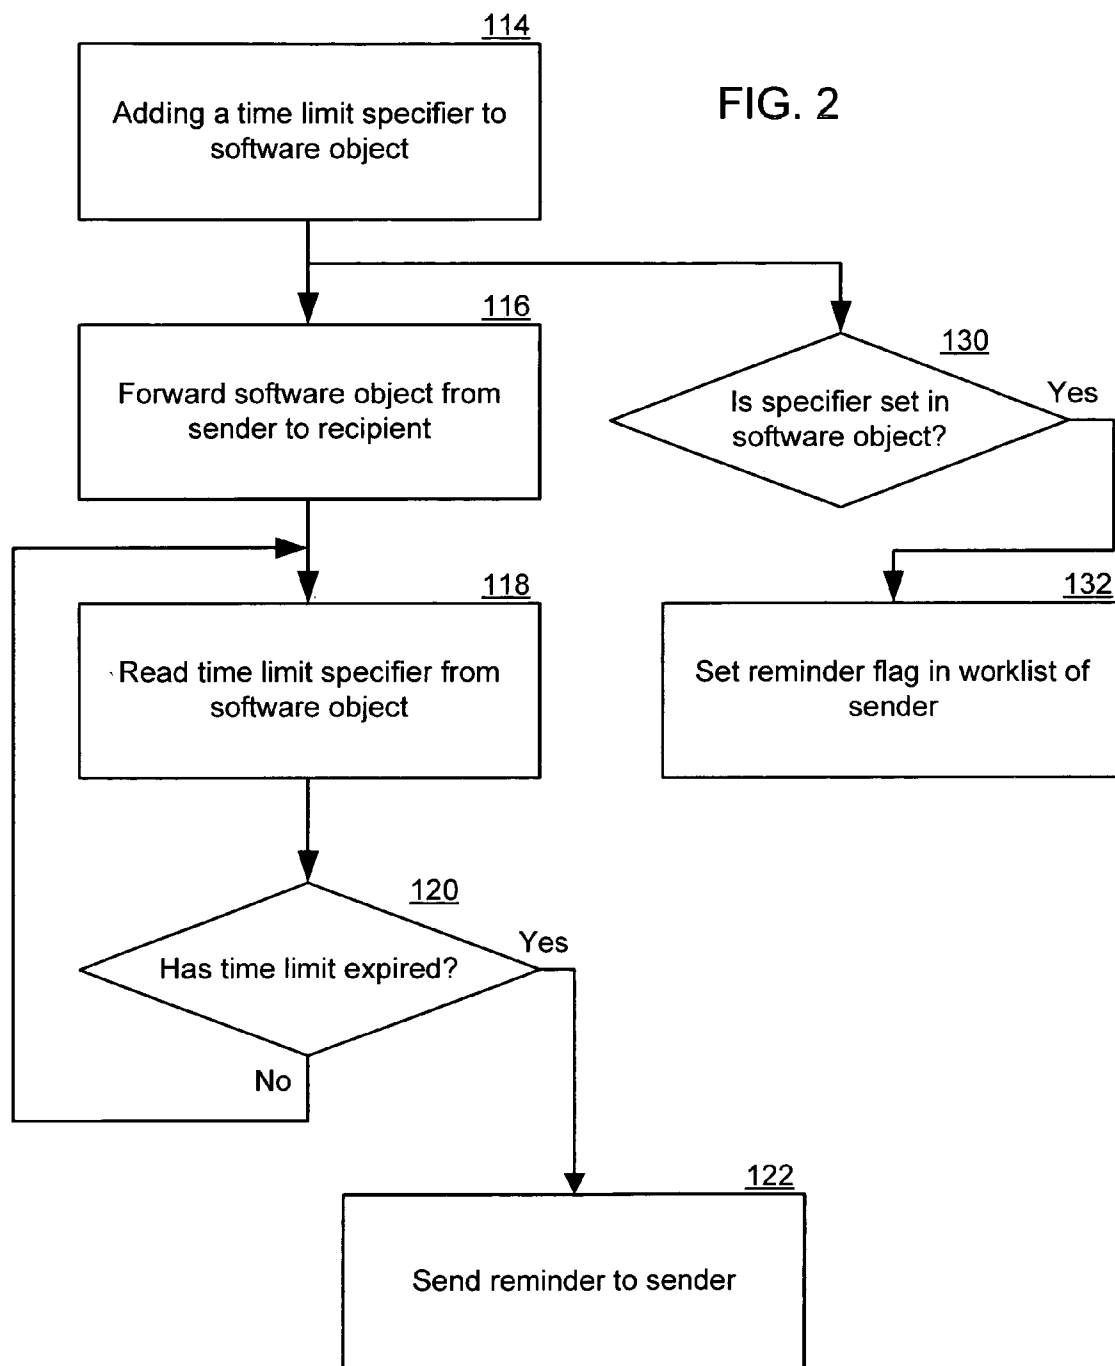 114
Adding a time limit specifier to
software object
FIG. 2
116
Forward software object from
sender to recipient
130
Is specifier set in
software object?
Yes
118
Read time limit specifier from
software object
132
Set reminder flag in worklist of
sender
120
Has time limit expired?
Yes
No
122
Send reminder to sender